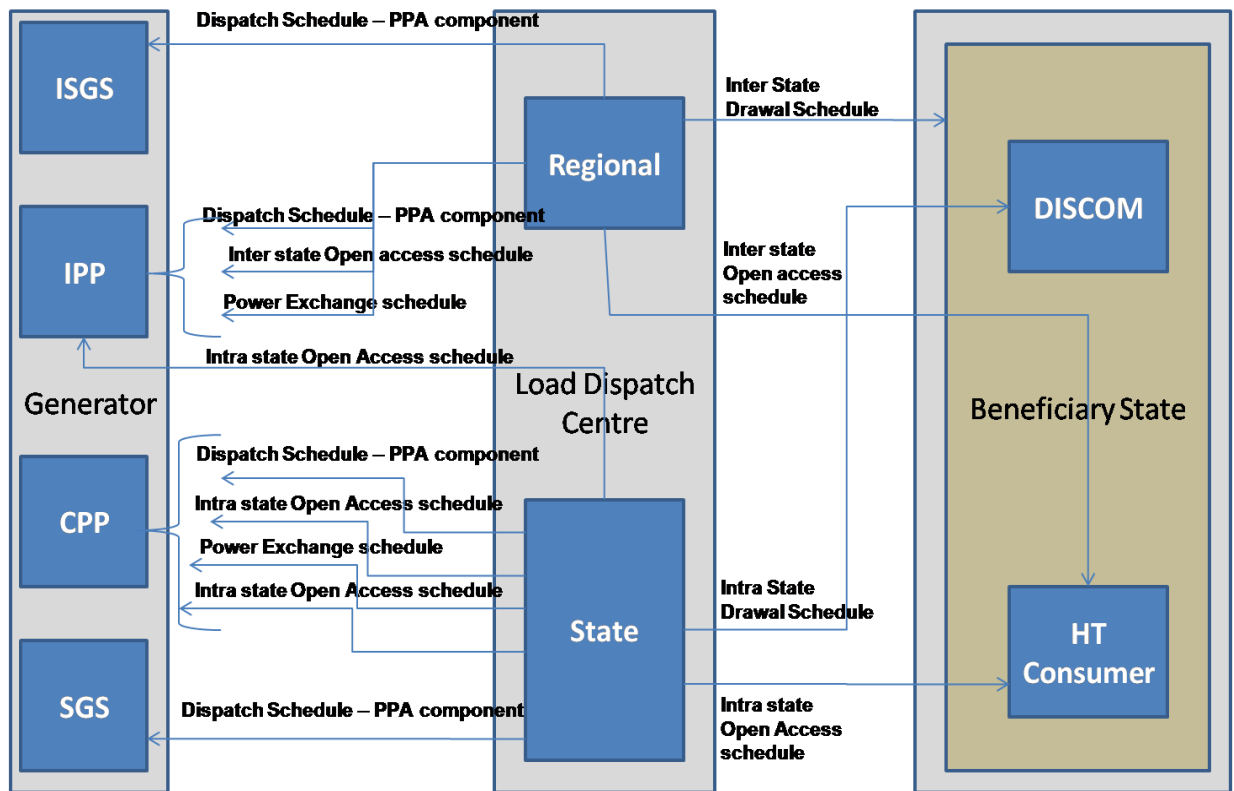 Dispatch Schedule – PPA component
ISGS
Regional
Inter State
Drawal Schedule
DISCOM
Dispatch Schedule – PPA component
Inter state Open access schedule
IPP
Power Exchange schedule
Inter state
Open access
schedule
Intra state Open Access schedule
Generator
Load Dispatch
Centre
Beneficiary State
Dispatch Schedule – PPA component
Intra state Open Access schedule
CPP
Power Exchange schedule
Intra state Open Access schedule
State
Intra State
Drawal Schedule
HT
Consumer
SGS
Dispatch Schedule – PPA component
Intra state
Open Access
schedule